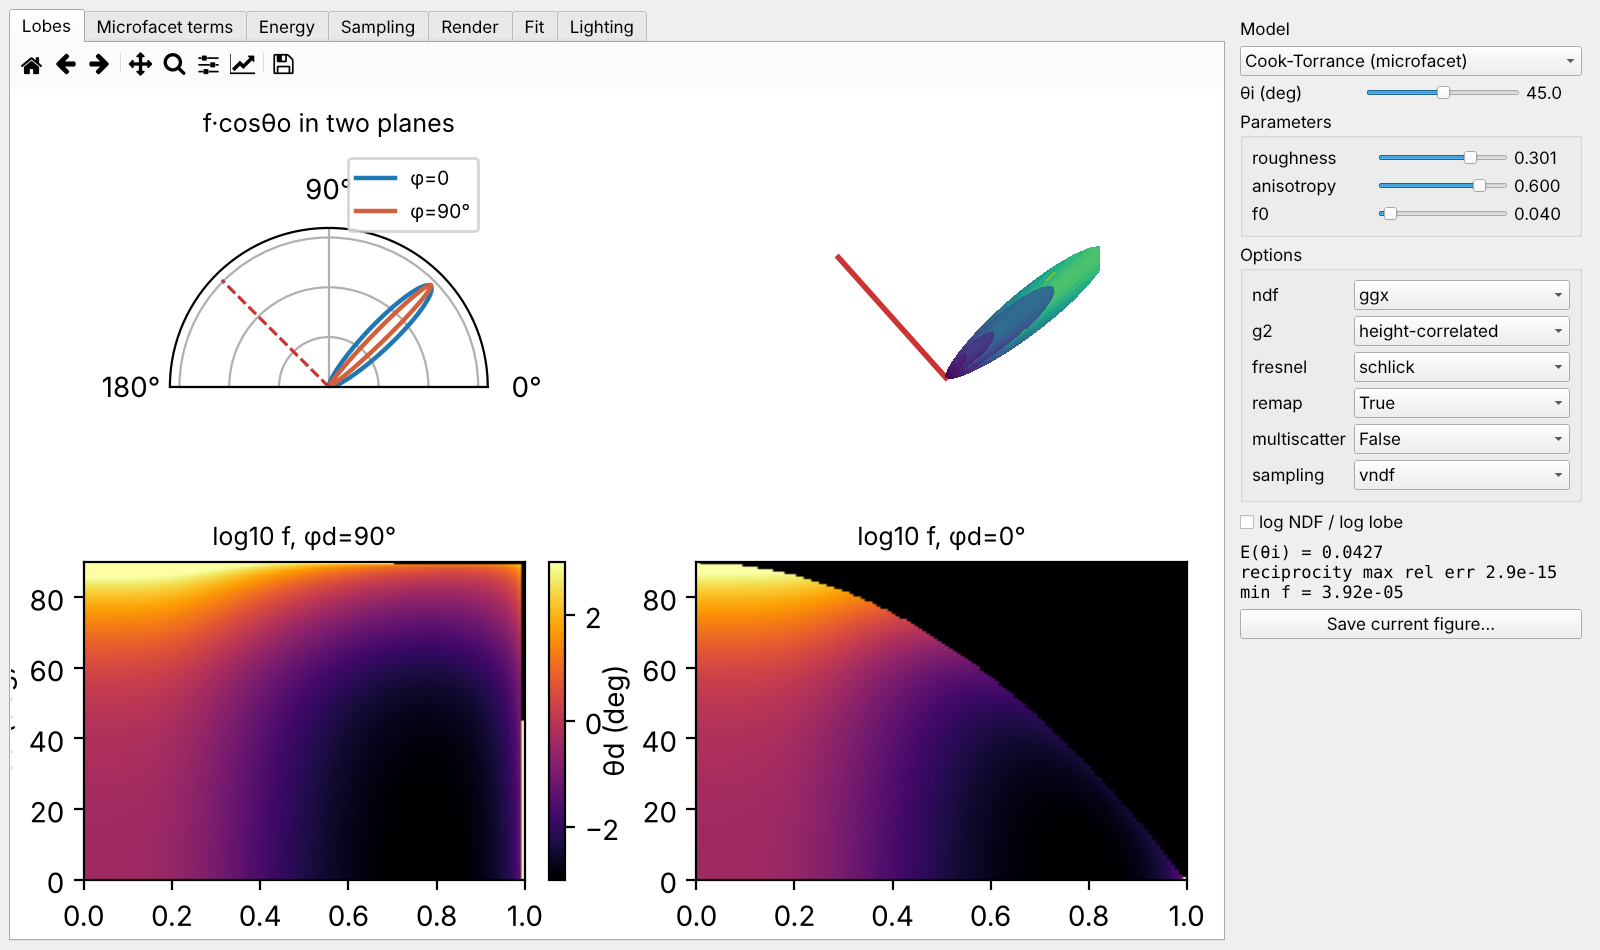 Lobes
Microfacet terms
Energy
Sampling
Render
Fit
Lighting
f·cosθo in two planes
φ=0
φ=90°
90°
180°
0°
log10 f, φd=90°
80
60
40
20
0
0.0 0.2 0.4 0.6 0.8 1.0
2
0
−2
log10 f, φd=0°
θd (deg)
80
60
40
20
0
0.0 0.2 0.4 0.6 0.8 1.0
Model
Cook-Torrance (microfacet)
θi (deg) 45.0
Parameters
roughness 0.301
anisotropy 0.600
f0 0.040
Options
ndf ggx
g2 height-correlated
fresnel schlick
remap True
multiscatter False
sampling vndf
log NDF / log lobe
E(θi) = 0.0427
reciprocity max rel err 2.9e-15
min f = 3.92e-05
Save current figure...